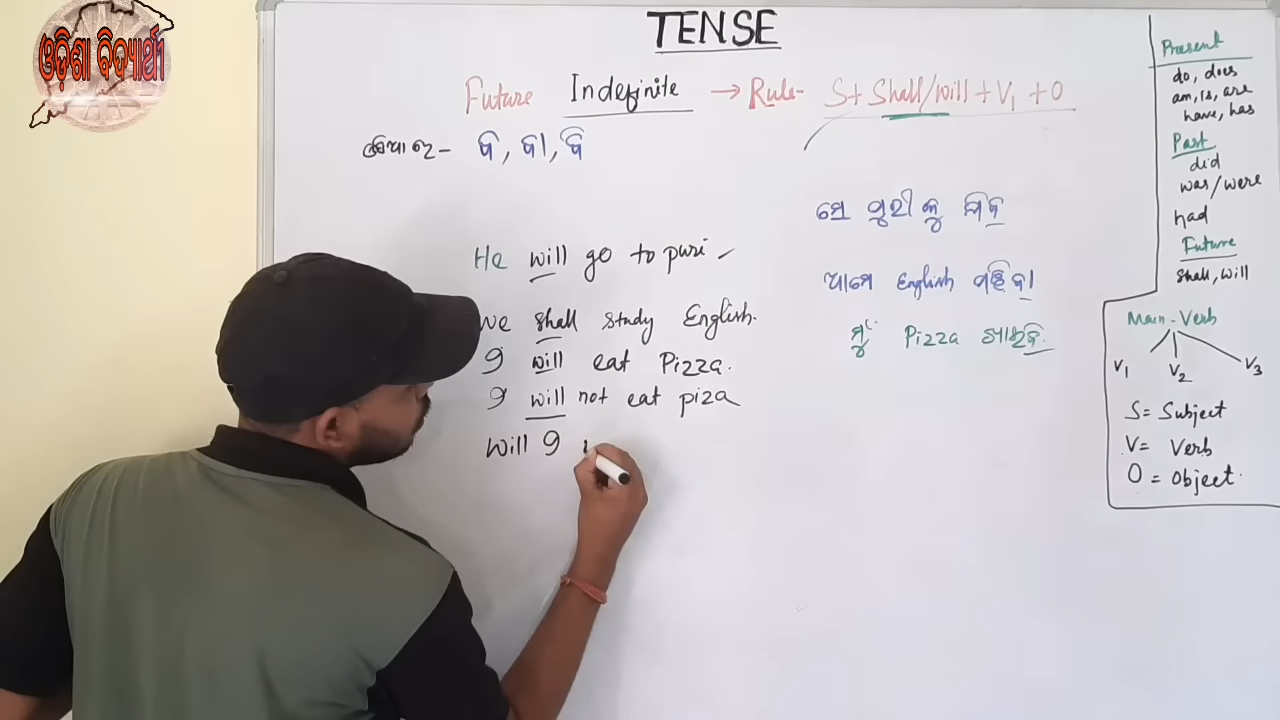 ଓଡ଼ିଶା ବିଦ୍ୟାର୍ଥୀ
TENSE
Future Indefinite → Rule- S+ Shall/will + V1 + O
ବ, ବା, ବି
ସେ ପୁରୀ କୁ ଯିବ
He will go to puri
ଆମେ English ପଢ଼ିବା
We shall study English.
ମୁଁ Pizza ଖାଇବି.
I will eat Pizza.
I will not eat piza
Will I
Present
do, does
am, is, are
have, has
Past
did
was/were
had
Future
shall, will
Main-Verb
V1 V2 V3
S = Subject
V = Verb
O = Object.